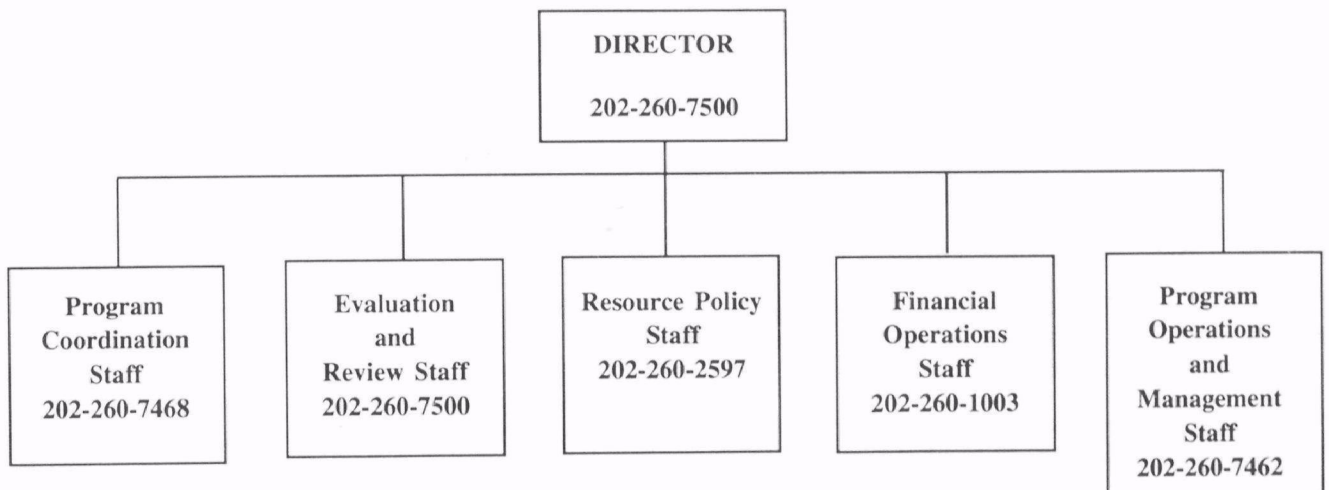 DIRECTOR
202-260-7500
Program
Coordination
Staff
202-260-7468
Evaluation
and
Review Staff
202-260-7500
Resource Policy
Staff
202-260-2597
Financial
Operations
Staff
202-260-1003
Program
Operations
and
Management
Staff
202-260-7462